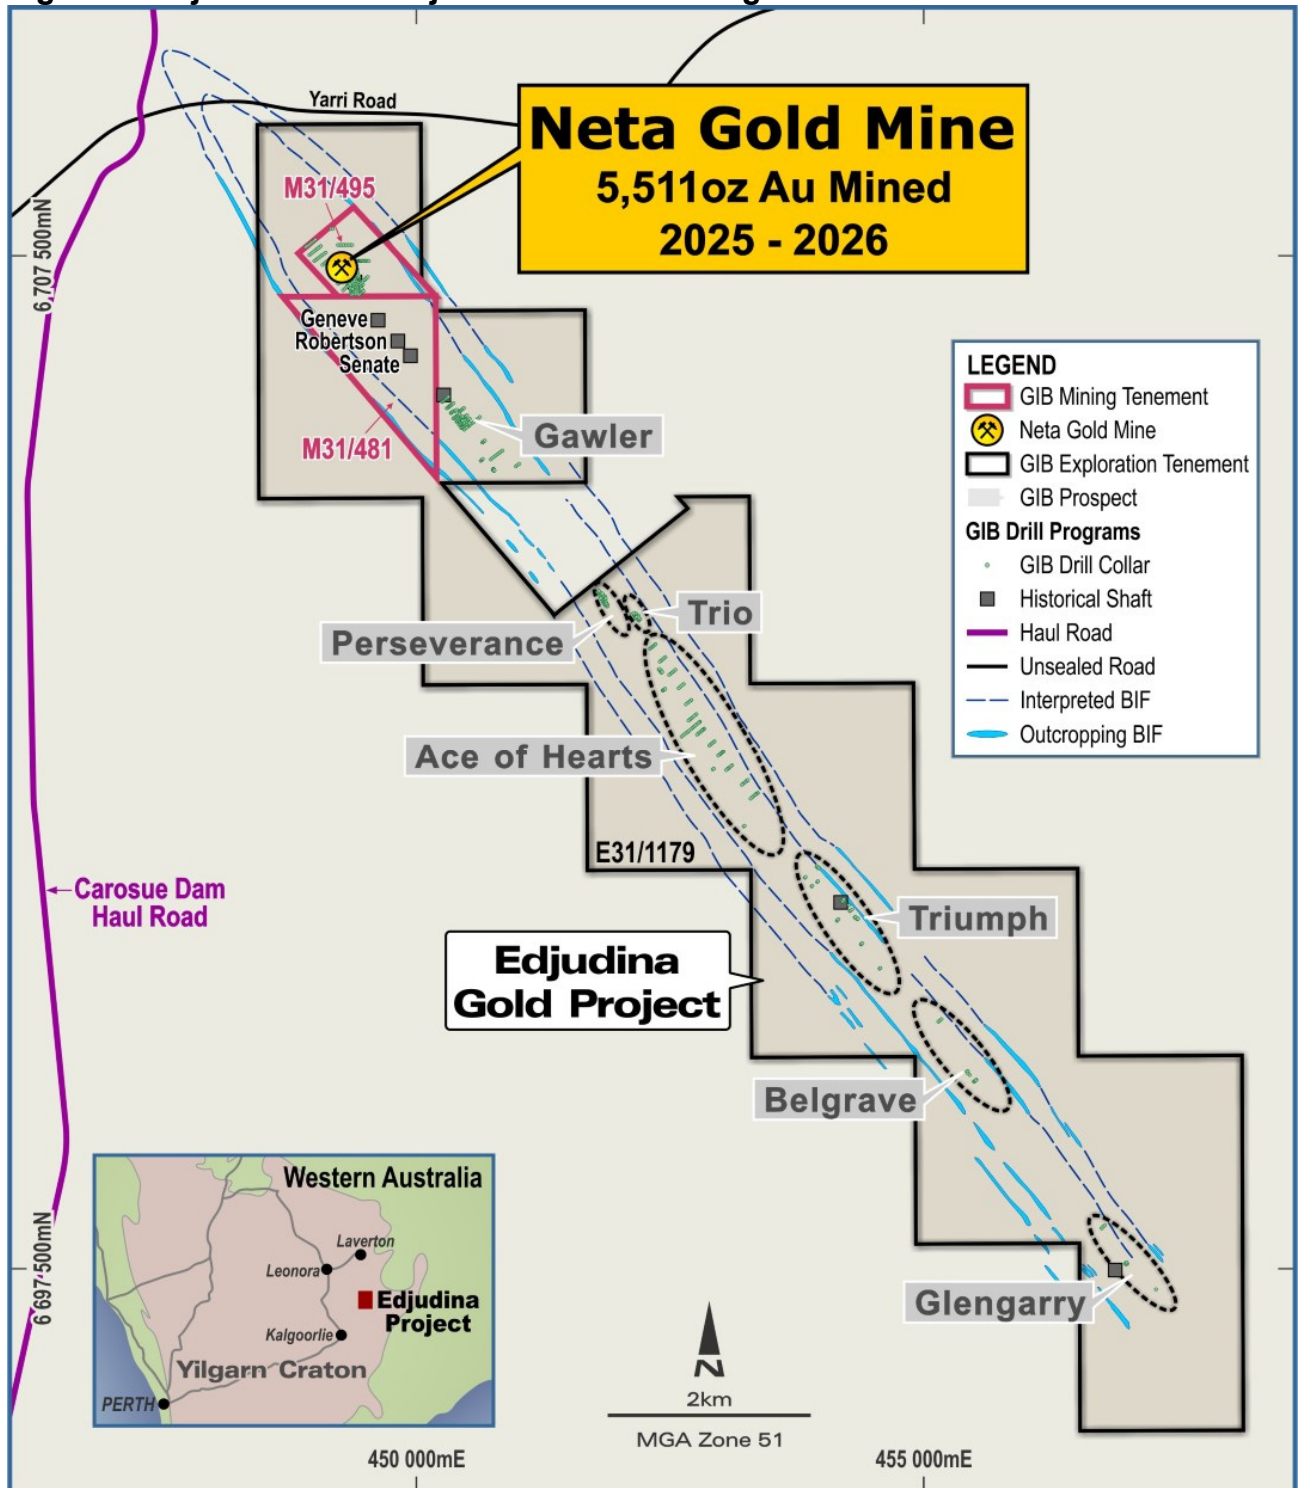 Yarri Road
Neta Gold Mine
5,511oz Au Mined
2025 - 2026
M31/495
6 707 500mN
Geneve
Robertson
Senate
M31/481
Gawler
LEGEND
GIB Mining Tenement
Neta Gold Mine
GIB Exploration Tenement
GIB Prospect
GIB Drill Programs
GIB Drill Collar
Historical Shaft
Haul Road
Unsealed Road
Interpreted BIF
Outcropping BIF
Trio
Perseverance
Ace of Hearts
E31/1179
Carosue Dam
Haul Road
Triumph
Edjudina
Gold Project
Belgrave
Glengarry
6 697 500mN
Western Australia
Laverton
Leonora
Edjudina
Project
Kalgoorlie
Yilgarn Craton
PERTH
N
2km
MGA Zone 51
450 000mE
455 000mE